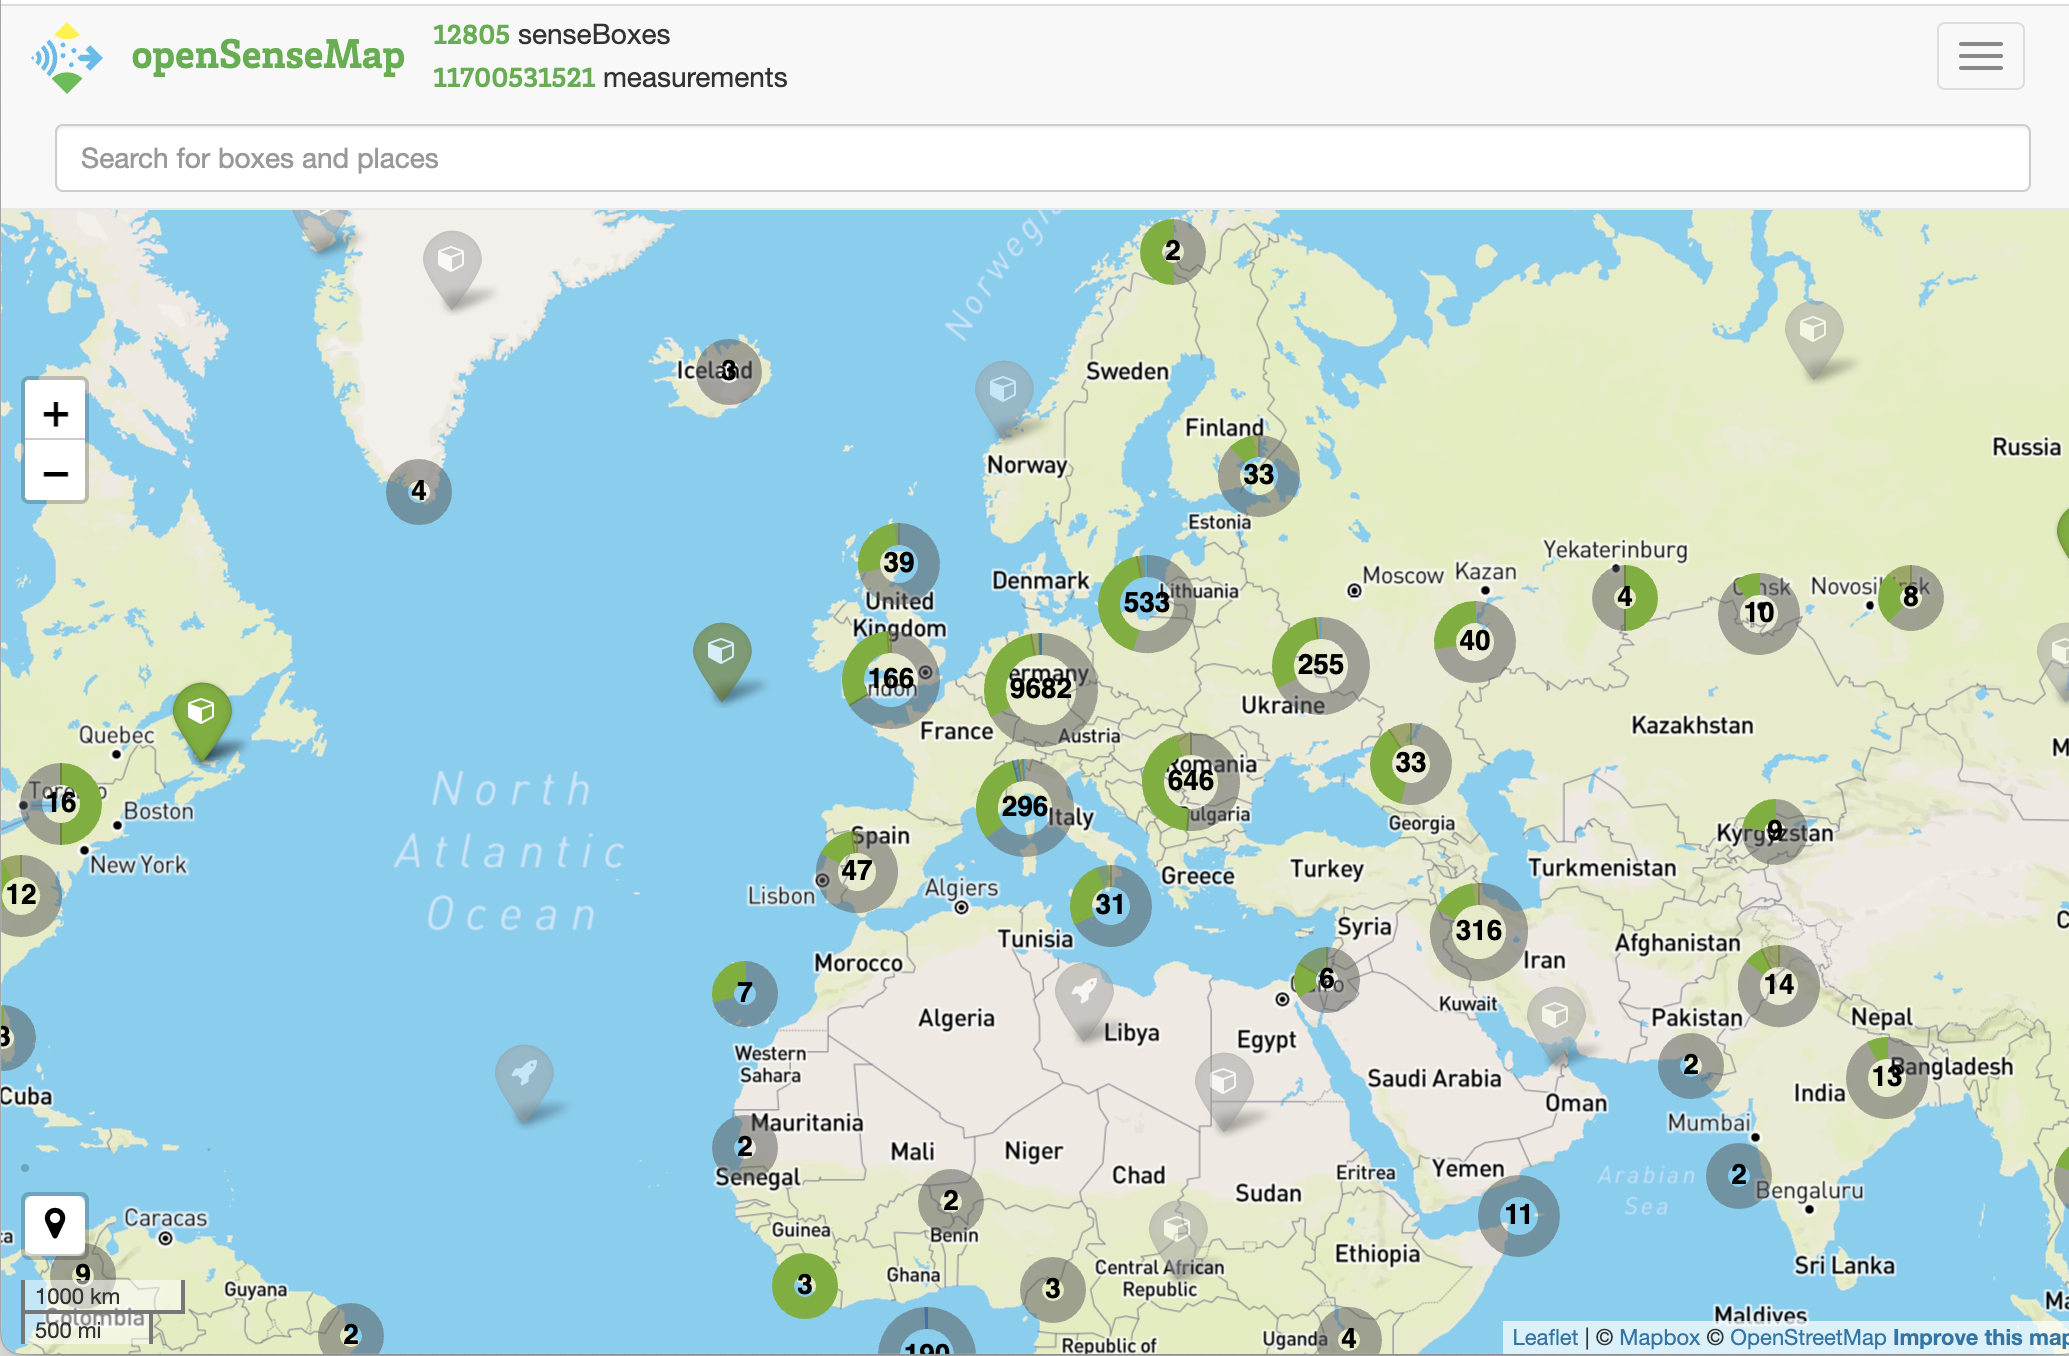 openSenseMap
12805 senseBoxes
11700531521 measurements
Search for boxes and places
Norwegia
2
3
Iceland
Sweden
Finland
33
Norway
Russia
+
−
4
Estonia
39
Yekaterinburg
Denmark
533
Lithuania
Moscow
Kazan
4
10
Novosibirsk
8
United
Kingdom
166
Germany
9682
255
40
Ukraine
Quebec
France
Austria
Kazakhstan
Romania
646
33
North
Atlantic
Ocean
Toronto
16
Boston
296
Italy
Bulgaria
Georgia
Spain
New York
9
Kyrgyzstan
12
47
Lisbon
Algiers
Greece
Turkey
Turkmenistan
31
Tunisia
Syria
316
Afghanistan
Iran
Morocco
7
6
Cairo
14
Kuwait
Pakistan
Nepal
Algeria
Libya
Egypt
3
Western
Sahara
Saudi Arabia
2
13
Bangladesh
India
Cuba
Oman
Mauritania
Mumbai
2
Senegal
Mali
Niger
Chad
Eritrea
Yemen
Arabian
Sea
2
Bengaluru
2
Sudan
11
Caracas
Guinea
Benin
Ethiopia
Central African
Republic
Sri Lanka
9
Guyana
3
Ghana
3
1000 km
Colombia
500 mi
2
190
Republic of
Uganda
4
Maldives
Leaflet | © Mapbox © OpenStreetMap Improve this map